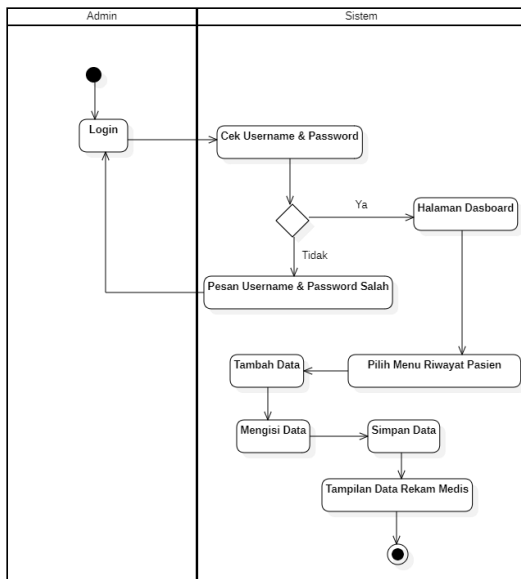 Admin
Sistem
Login
Cek Username & Password
Ya
Halaman Dasboard
Tidak
Pesan Username & Password Salah
Tambah Data
Pilih Menu Riwayat Pasien
Mengisi Data
Simpan Data
Tampilan Data Rekam Medis